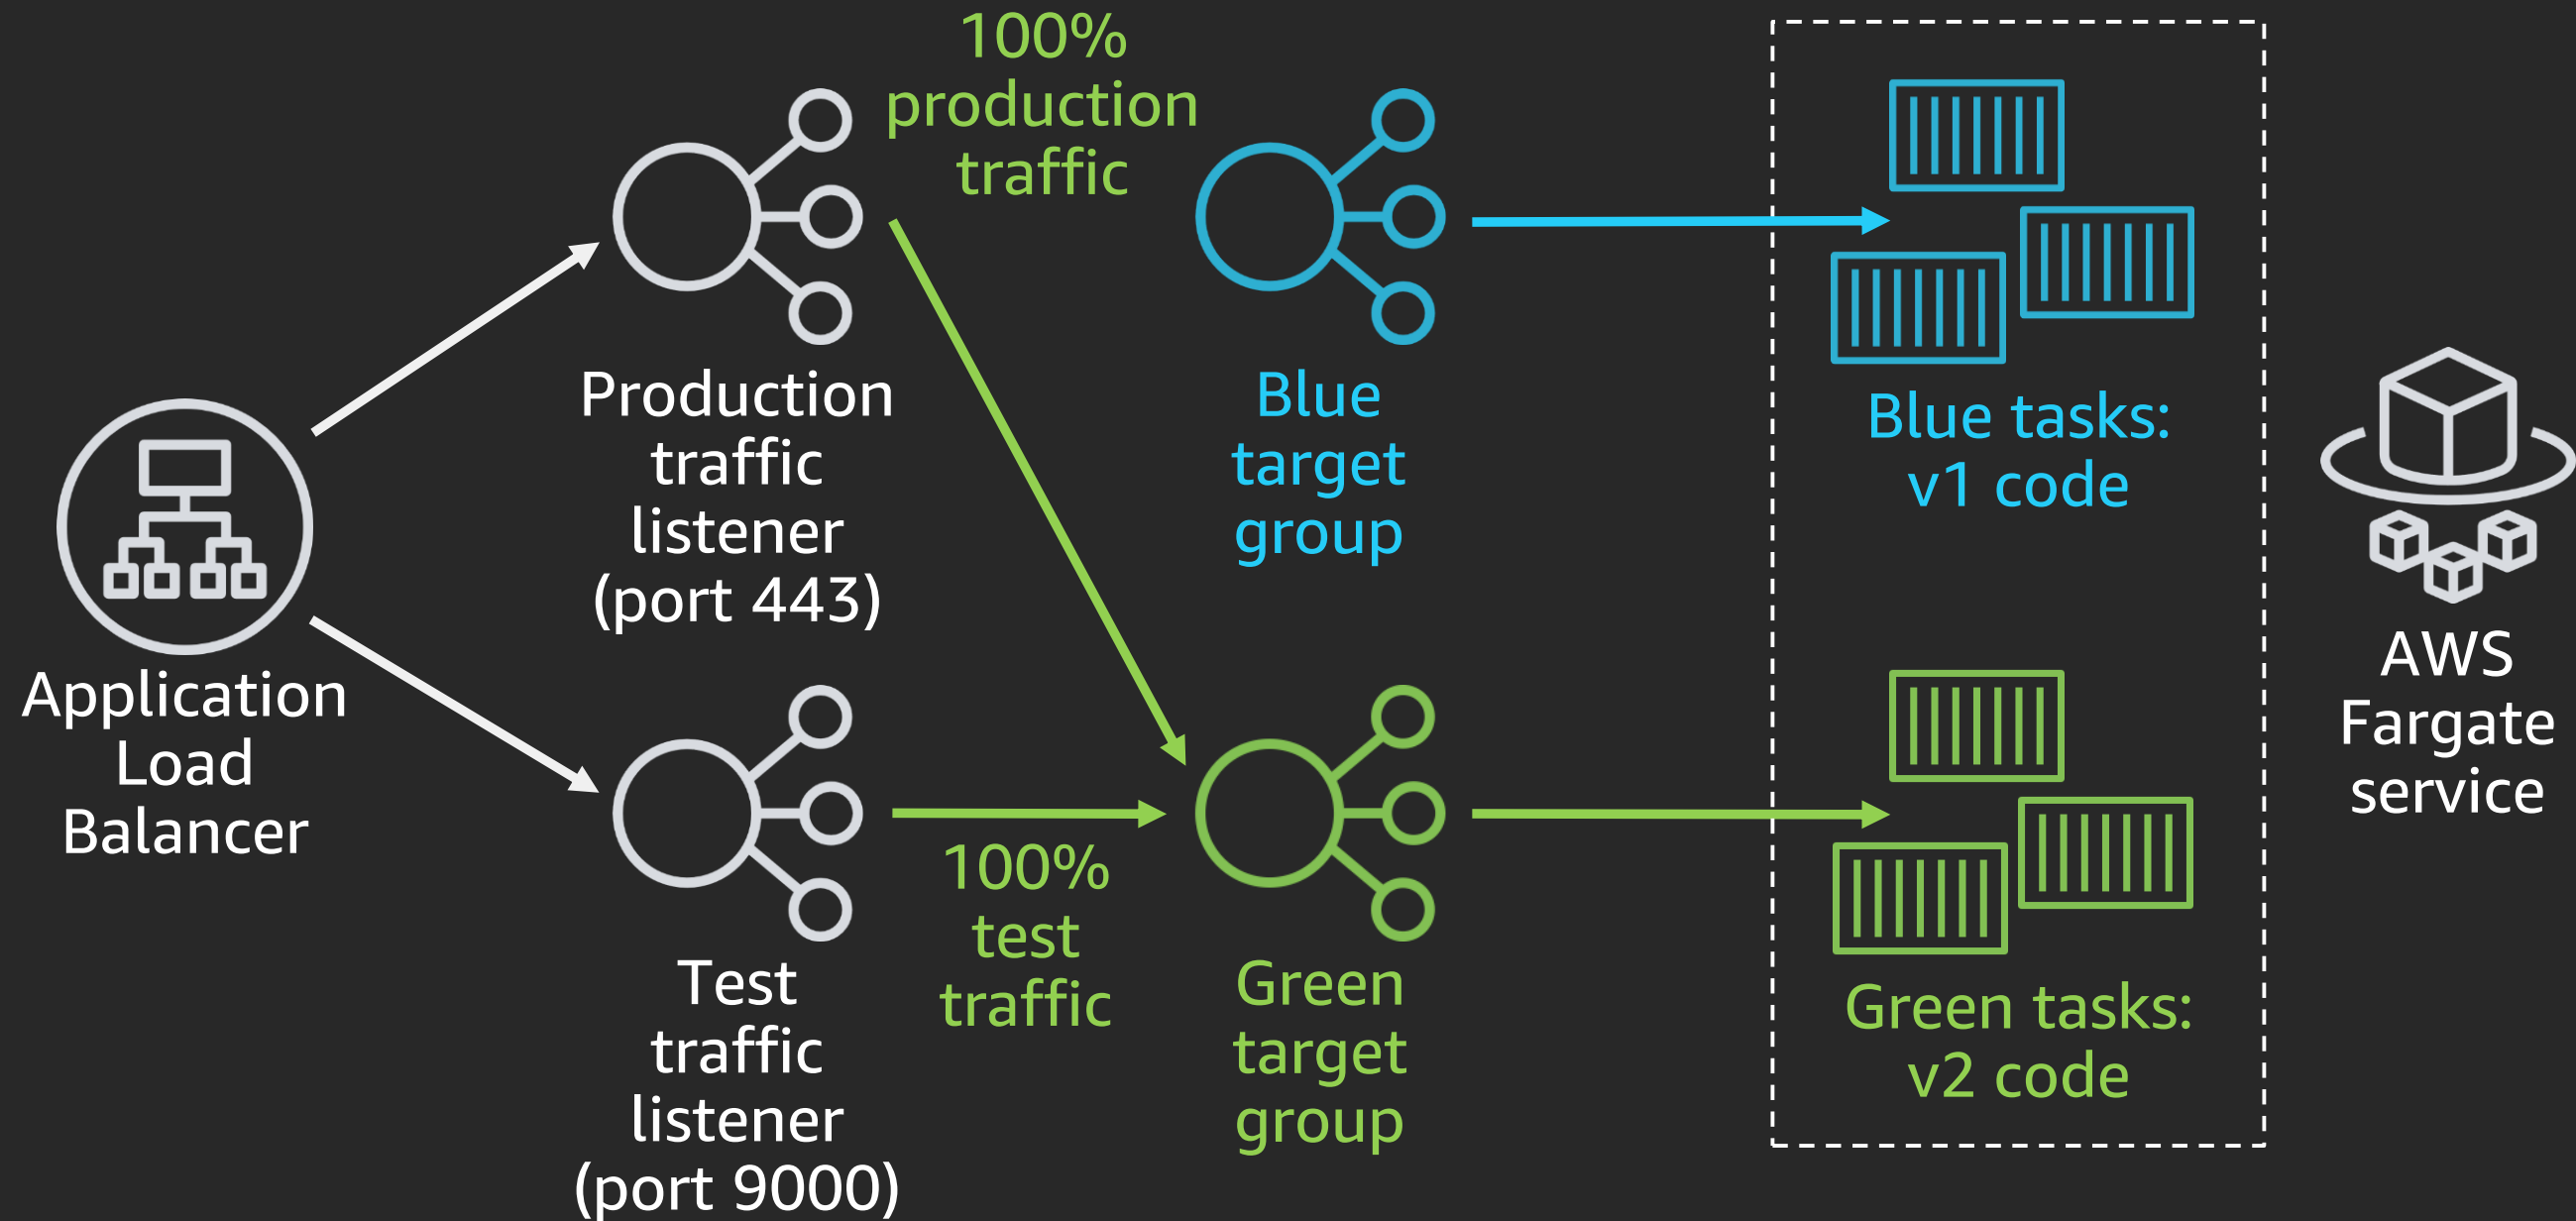 100%
production
traffic
Production
traffic
listener
(port 443)
Blue
target
group
Blue tasks:
v1 code
Application
Load
Balancer
AWS
Fargate
service
100%
test
traffic
Test
traffic
listener
(port 9000)
Green
target
group
Green tasks:
v2 code